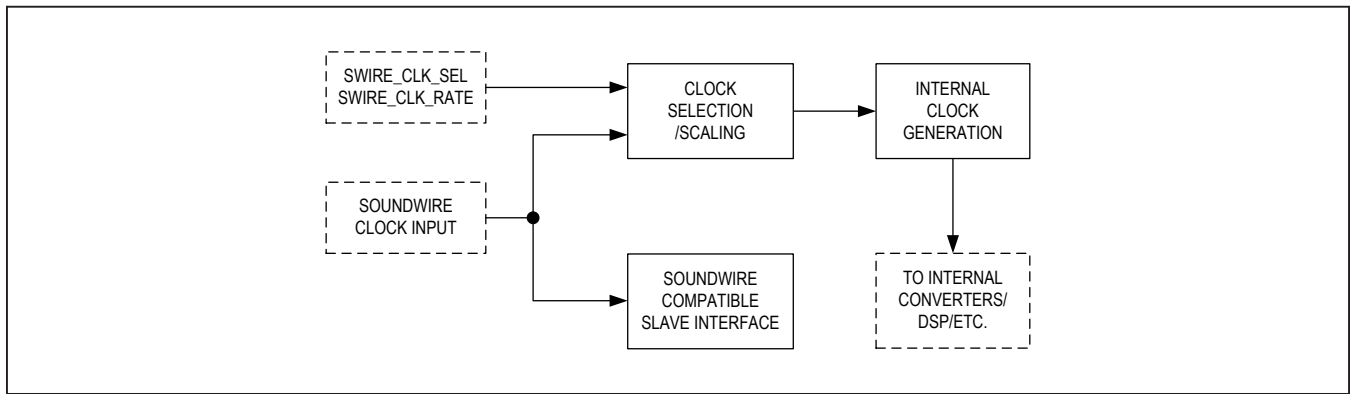 SWIRE_CLK_SEL
SWIRE_CLK_RATE
CLOCK
SELECTION
/SCALING
INTERNAL
CLOCK
GENERATION
SOUNDWIRE
CLOCK INPUT
SOUNDWIRE
COMPATIBLE
SLAVE INTERFACE
TO INTERNAL
CONVERTERS/
DSP/ETC.